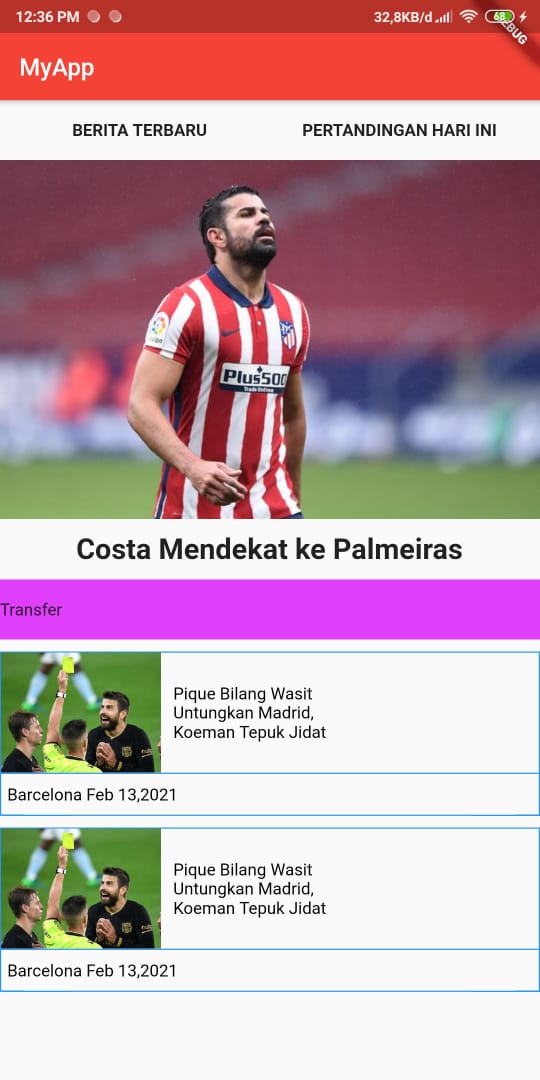 12:36 PM 32,8KB/d 68
DEBUG
MyApp
BERITA TERBARU PERTANDINGAN HARI INI
Plus500
Trade Online
Costa Mendekat ke Palmeiras
Transfer
Pique Bilang Wasit
Untungkan Madrid,
Koeman Tepuk Jidat
Barcelona Feb 13,2021
Pique Bilang Wasit
Untungkan Madrid,
Koeman Tepuk Jidat
Barcelona Feb 13,2021